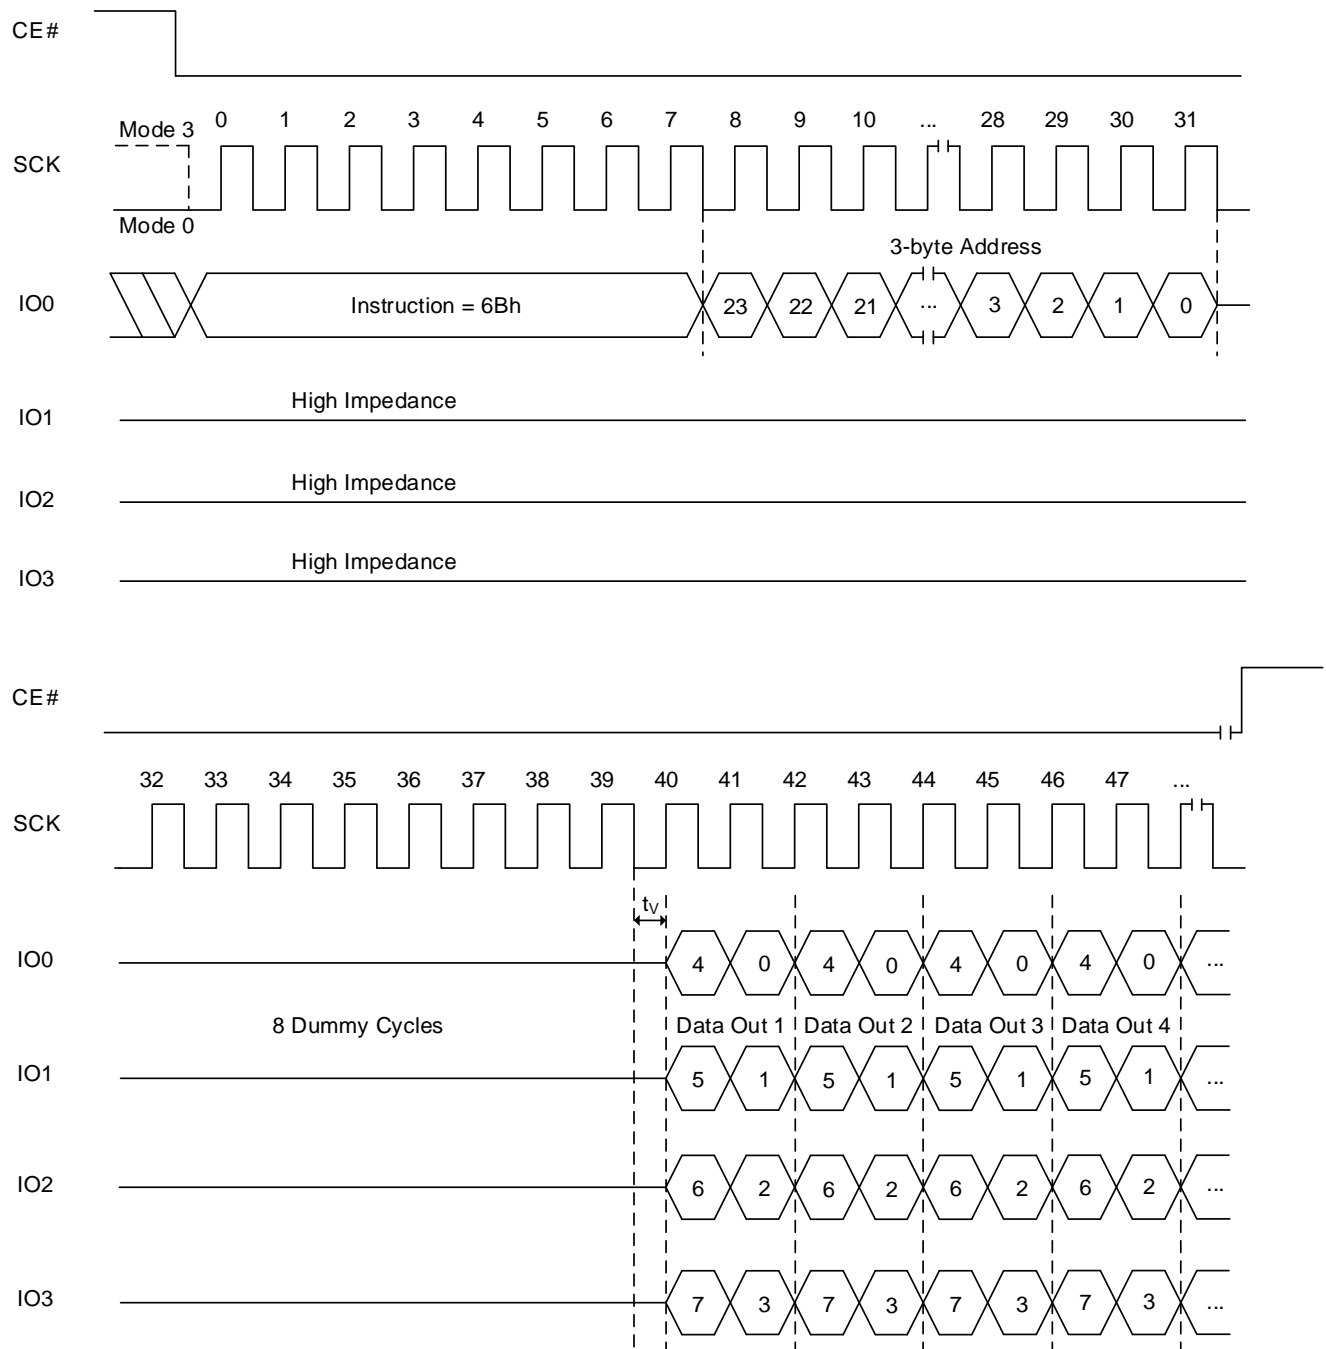 CE#
Mode 3 0 1 2 3 4 5 6 7 8 9 10 ... 28 29 30 31
SCK
Mode 0
3-byte Address
IO0 Instruction = 6Bh 23 22 21 ... 3 2 1 0
High Impedance
IO1
High Impedance
IO2
High Impedance
IO3
CE#
32 33 34 35 36 37 38 39 40 41 42 43 44 45 46 47 ...
SCK
tV
IO0 4 0 4 0 4 0 4 0 ...
8 Dummy Cycles Data Out 1 Data Out 2 Data Out 3 Data Out 4
IO1 5 1 5 1 5 1 5 1 ...
IO2 6 2 6 2 6 2 6 2 ...
IO3 7 3 7 3 7 3 7 3 ...